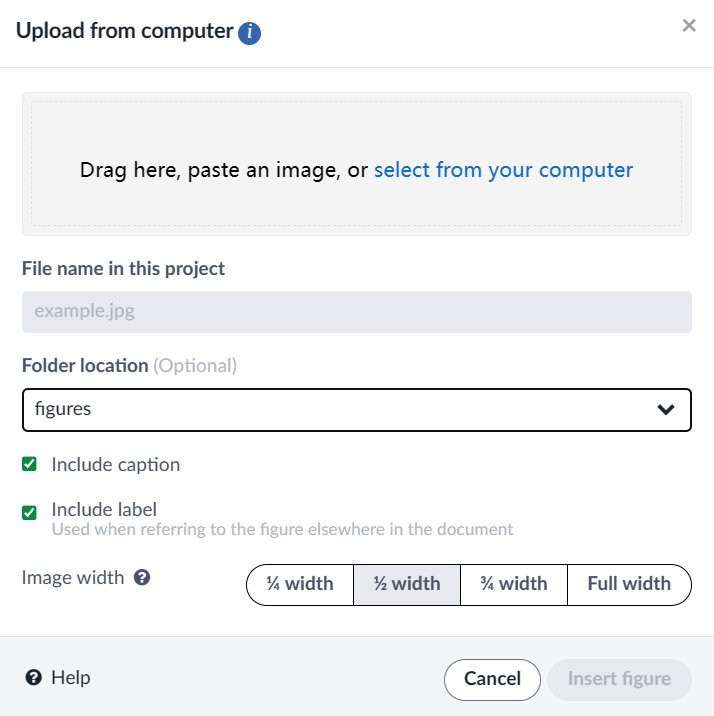 Upload from computer i
Drag here, paste an image, or select from your computer
File name in this project
example.jpg
Folder location (Optional)
figures
Include caption
Include label
Used when referring to the figure elsewhere in the document
Image width ?
¼ width ½ width ¾ width Full width
? Help Cancel Insert figure